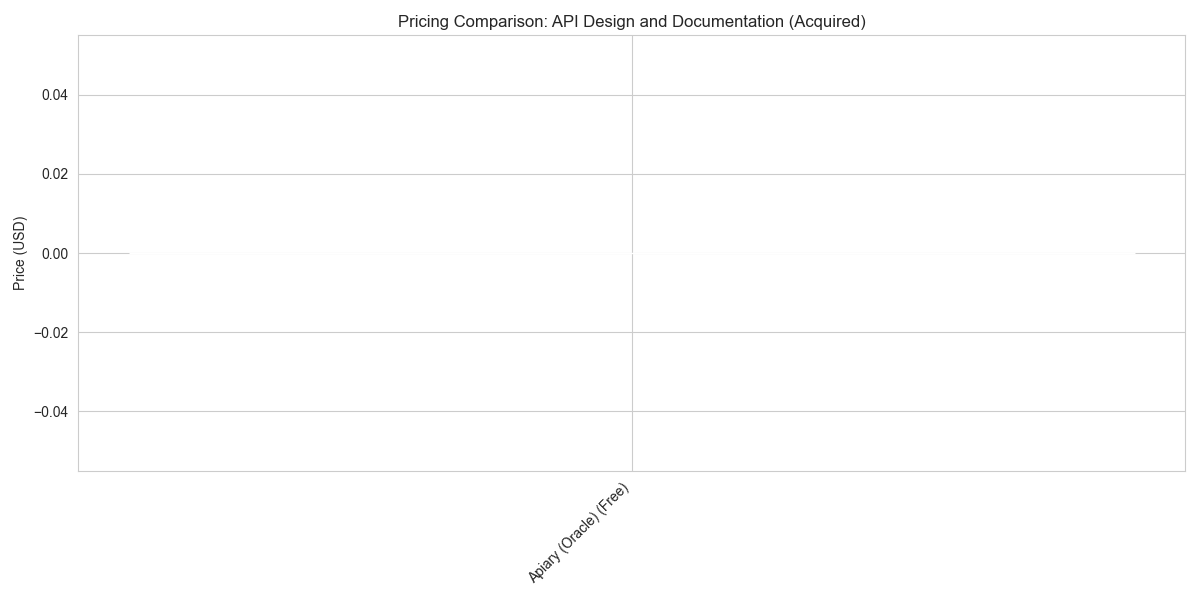 Pricing Comparison: API Design and Documentation (Acquired)
Price (USD)
0.04
0.02
0.00
−0.02
−0.04
Apiary (Oracle) (Free)